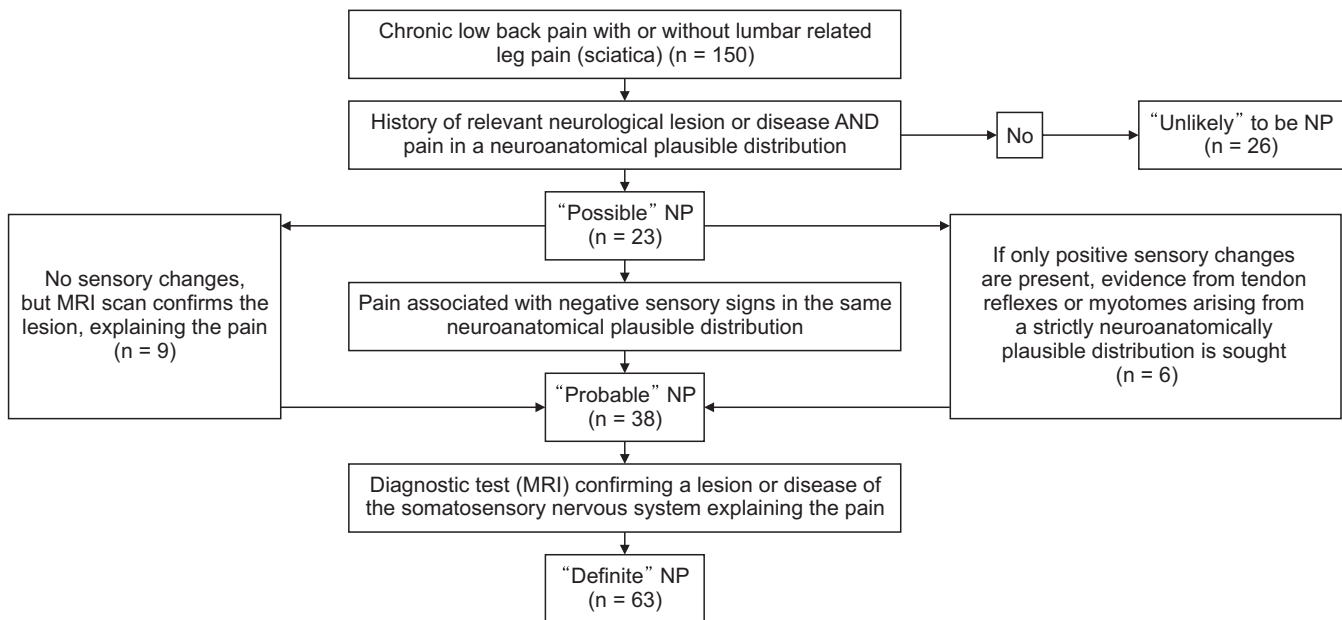 Chronic low back pain with or without lumbar related
leg pain (sciatica) (n = 150)
History of relevant neurological lesion or disease AND
pain in a neuroanatomical plausible distribution
No
“Unlikely” to be NP
(n = 26)
“Possible” NP
(n = 23)
No sensory changes,
but MRI scan confirms the
lesion, explaining the pain
(n = 9)
Pain associated with negative sensory signs in the same
neuroanatomical plausible distribution
If only positive sensory changes
are present, evidence from tendon
reflexes or myotomes arising from
a strictly neuroanatomically
plausible distribution is sought
(n = 6)
“Probable” NP
(n = 38)
Diagnostic test (MRI) confirming a lesion or disease of
the somatosensory nervous system explaining the pain
“Definite” NP
(n = 63)